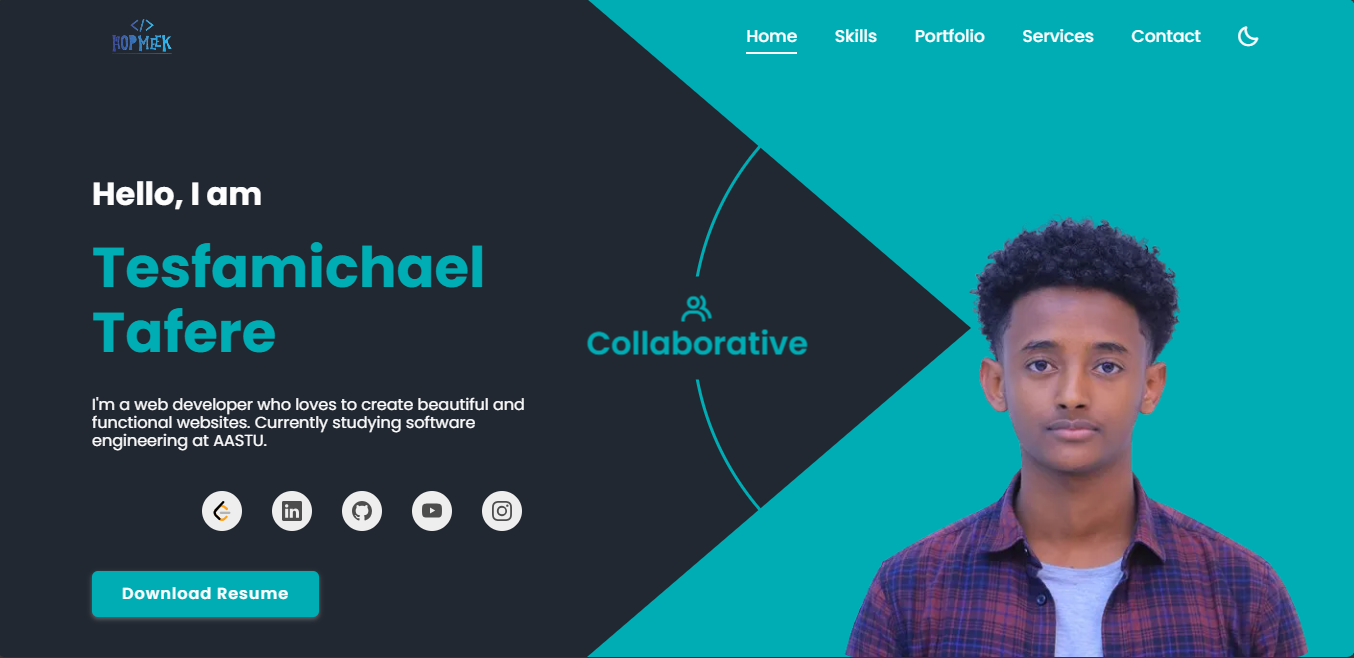 </>
HOPMEEK
Home Skills Portfolio Services Contact
Hello, I am
Tesfamichael
Tafere
Collaborative
I'm a web developer who loves to create beautiful and
functional websites. Currently studying software
engineering at AASTU.
in
Download Resume